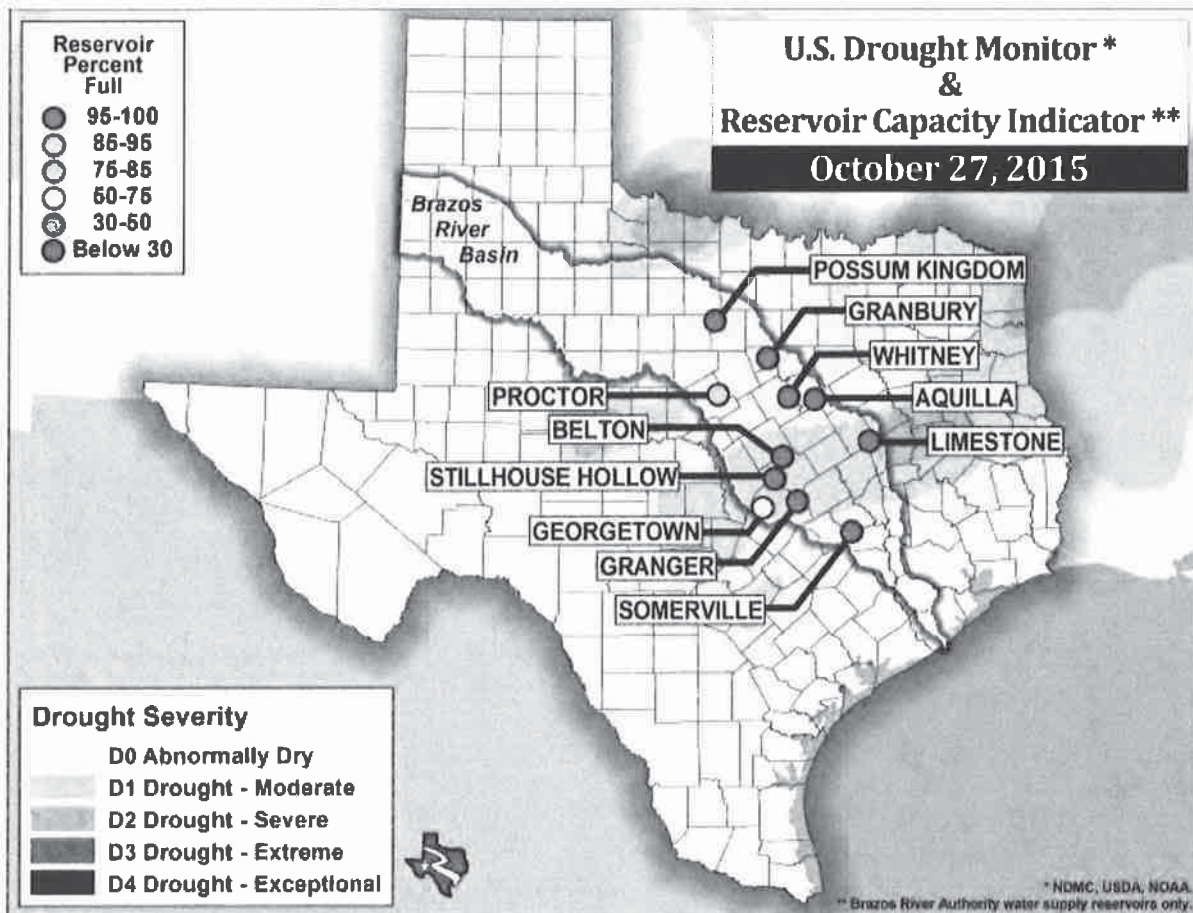 Reservoir
Percent
Full
95-100
85-95
75-85
50-75
30-50
Below 30
U.S. Drought Monitor *
&
Reservoir Capacity Indicator **
October 27, 2015
Brazos
River
Basin
POSSUM KINGDOM
GRANBURY
WHITNEY
PROCTOR
AQUILLA
BELTON
LIMESTONE
STILLHOUSE HOLLOW
GEORGETOWN
GRANGER
SOMERVILLE
Drought Severity
D0 Abnormally Dry
D1 Drought - Moderate
D2 Drought - Severe
D3 Drought - Extreme
D4 Drought - Exceptional
* NDMC, USDA, NOAA.
** Brazos River Authority water supply reservoirs only.